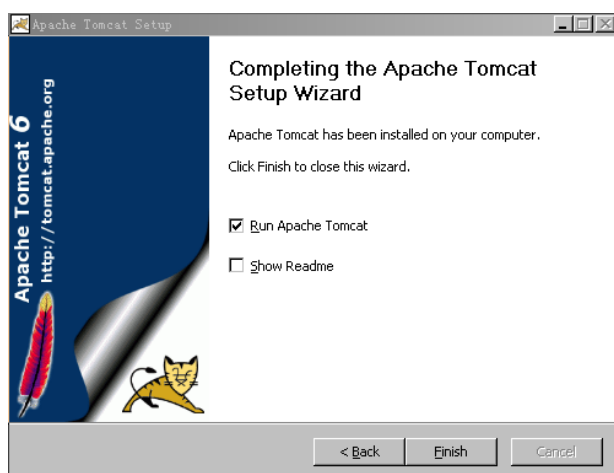 Apache Tomcat Setup
Apache Tomcat 6
http://tomcat.apache.org
Completing the Apache Tomcat
Setup Wizard
Apache Tomcat has been installed on your computer.
Click Finish to close this wizard.
Run Apache Tomcat
Show Readme
< Back
Finish
Cancel